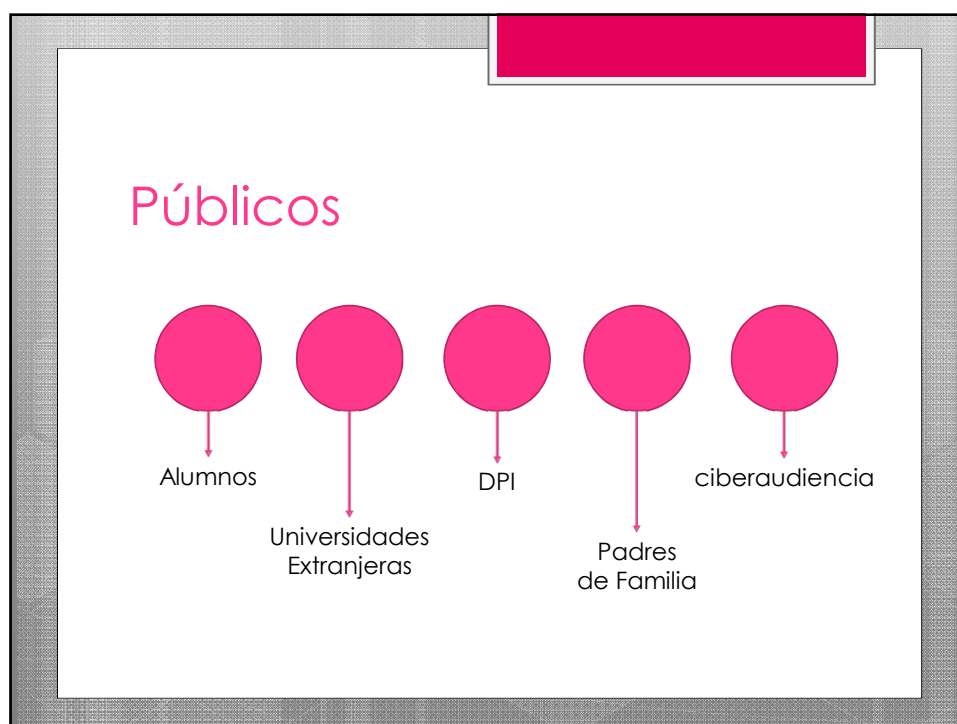 Públicos
Alumnos
Universidades
Extranjeras
DPI
Padres
de Familia
ciberaudiencia